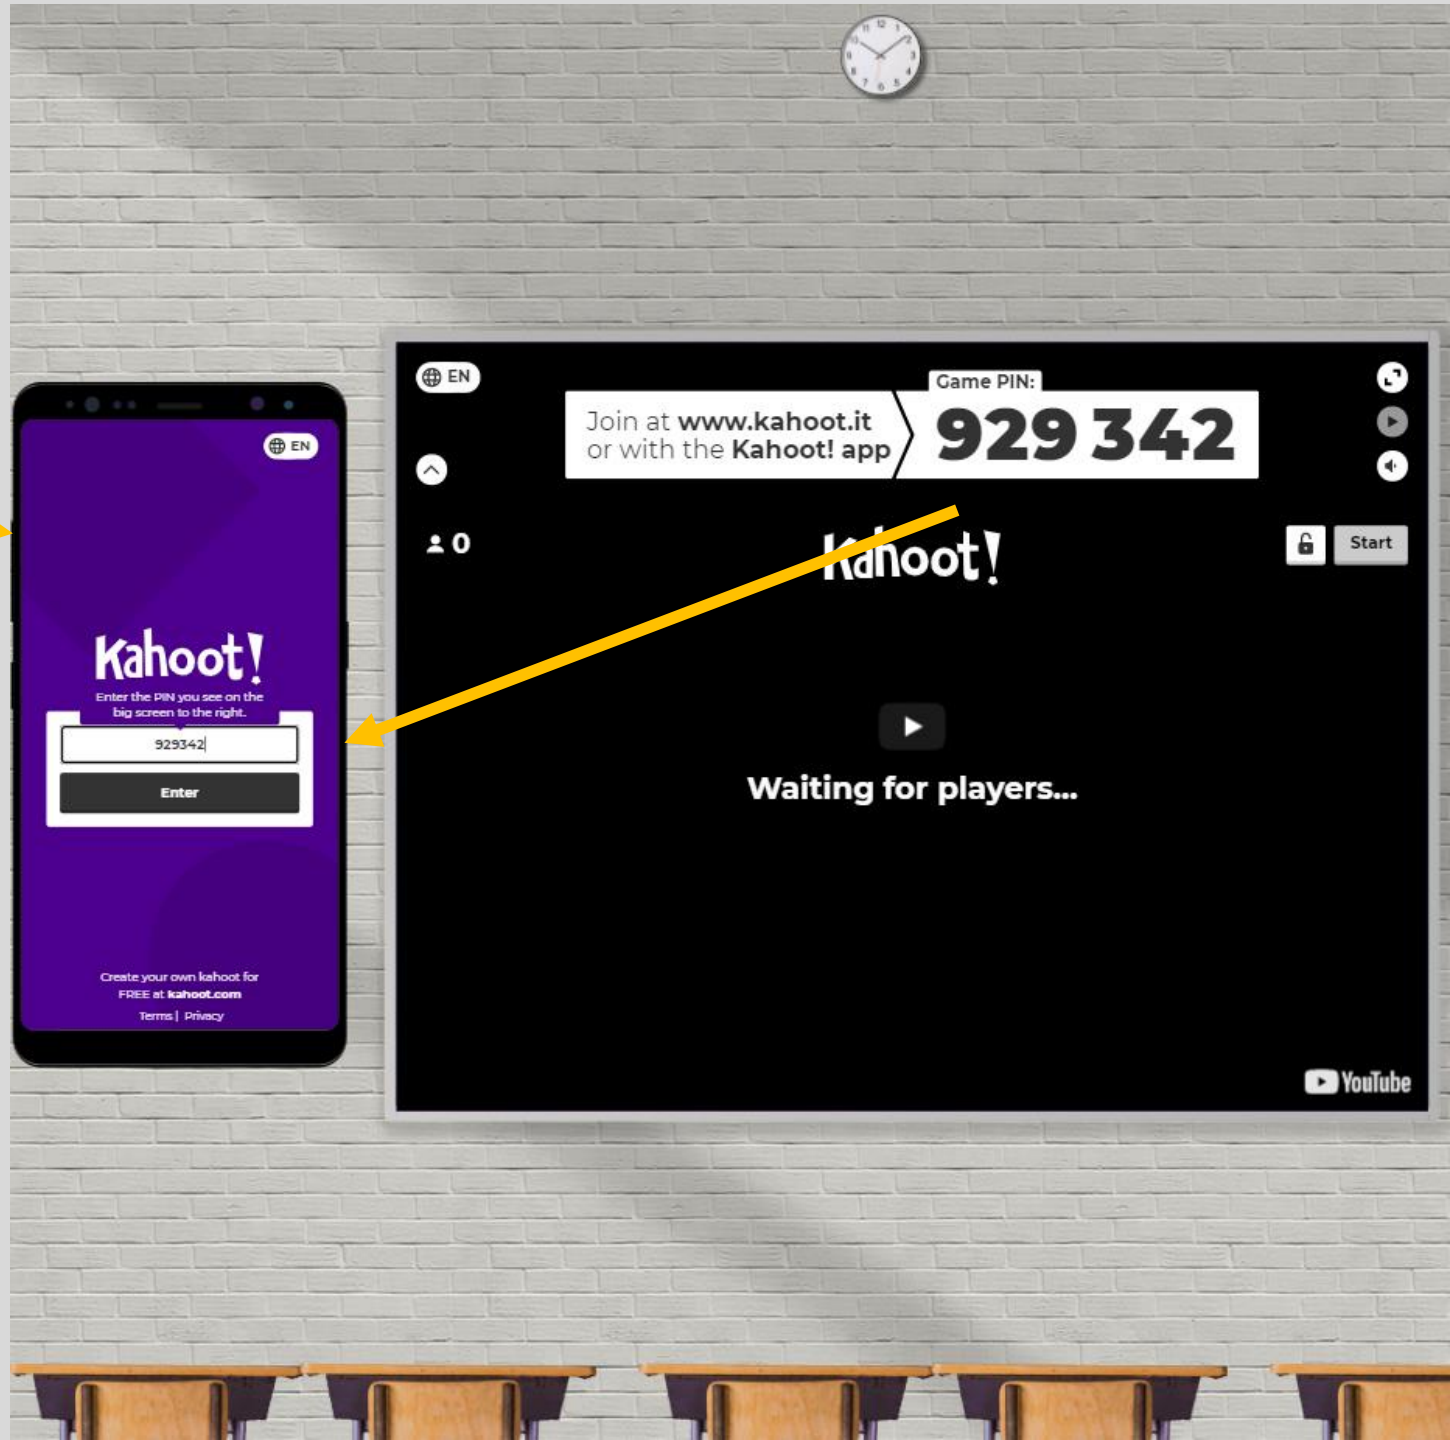 EN
Kahoot!
Enter the PIN you see on the
big screen to the right.
929342
Enter
Create your own kahoot for
FREE at kahoot.com
Terms | Privacy
EN
Join at www.kahoot.it
or with the Kahoot! app
Game PIN:
929 342
0
Kahoot!
Start
Waiting for players...
YouTube